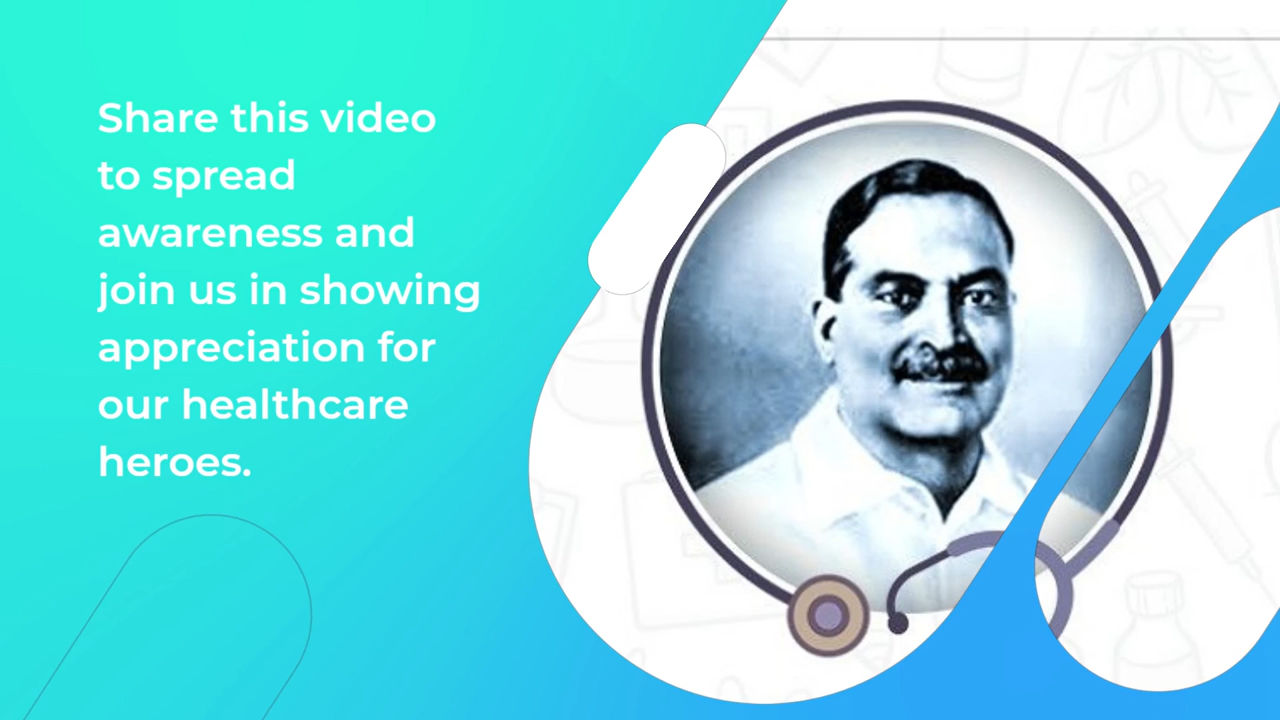 Share this video
to spread
awareness and
join us in showing
appreciation for
our healthcare
heroes.